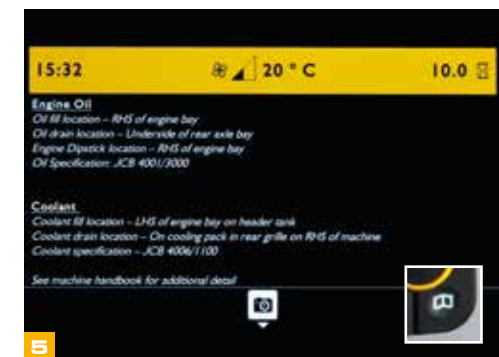 15:32 20 ° C 10.0
Engine Oil
Oil fill location – RHS of engine bay
Oil drain location – Underside of rear axle bay
Engine Dipstick location – RHS of engine bay
Oil Specification: JCB 4001/3000
Coolant
Coolant fill location – LHS of engine bay on header tank
Coolant drain location – On cooling pack in rear grille on RHS of machine
Coolant specification – JCB 4006/1100
See machine handbook for additional detail
5